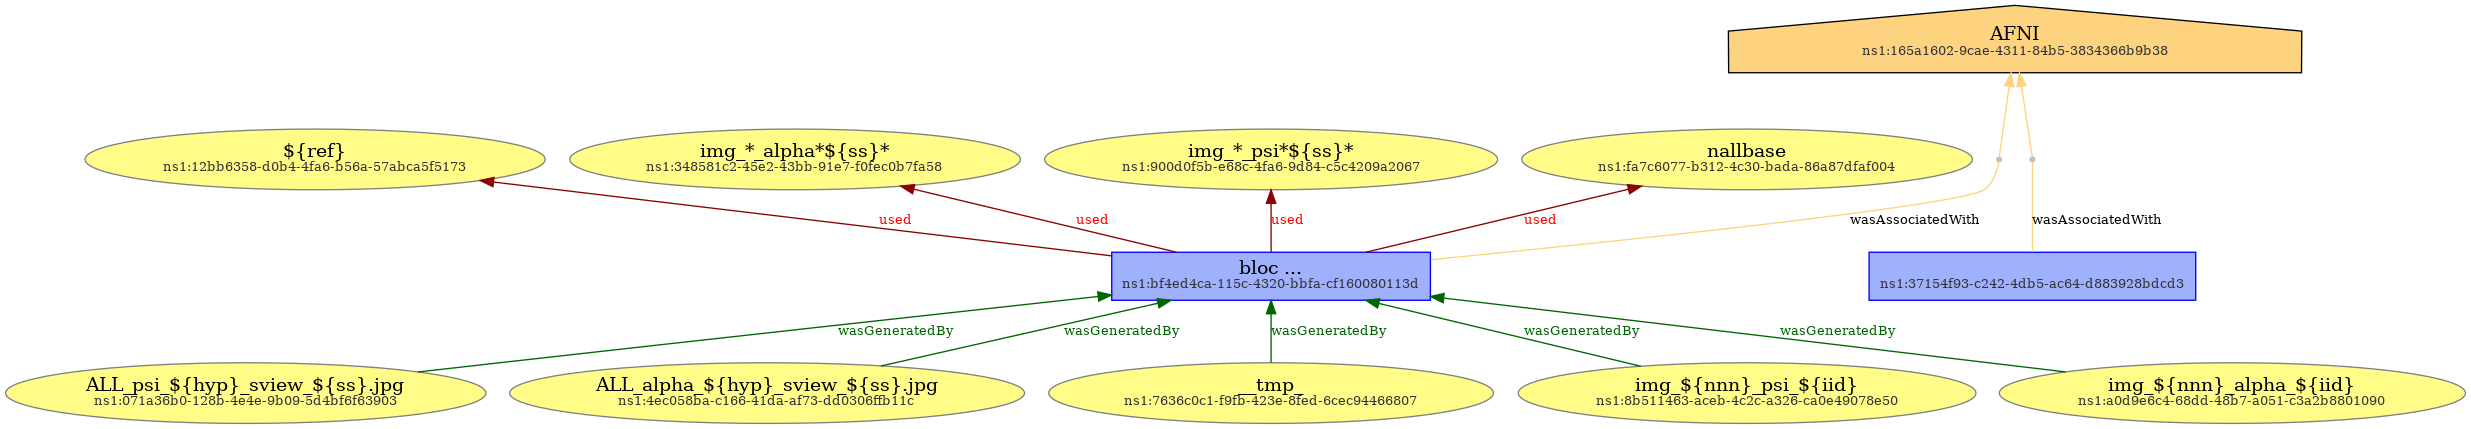 AFNI
ns1:165a1602-9cae-4311-84b5-3834366b9b38
${ref}
ns1:12bb6358-d0b4-4fa6-b56a-57abca5f5173
img_*_alpha*${ss}*
ns1:348581c2-45e2-43bb-91e7-f0fec0b7fa58
img_*_psi*${ss}*
ns1:900d0f5b-e68c-4fa6-9d84-c5c4209a2067
nallbase
ns1:fa7c6077-b312-4c30-bada-86a87dfaf004
used
used
used
used
wasAssociatedWith
wasAssociatedWith
bloc ...
ns1:bf4ed4ca-115c-4320-bbfa-cf160080113d
ns1:37154f93-c242-4db5-ac64-d883928bdcd3
wasGeneratedBy
wasGeneratedBy
wasGeneratedBy
wasGeneratedBy
wasGeneratedBy
ALL_psi_${hyp}_sview_${ss}.jpg
ns1:071a36b0-128b-4e4e-9b09-5d4bf6f63903
ALL_alpha_${hyp}_sview_${ss}.jpg
ns1:4ec058ba-c166-41da-af73-dd0306ffb11c
__tmp_
ns1:7636c0c1-f9fb-423e-8fed-6cec94466807
img_${nnn}_psi_${iid}
ns1:8b511463-aceb-4c2c-a326-ca0e49078e50
img_${nnn}_alpha_${iid}
ns1:a0d9e6c4-68dd-48b7-a051-c3a2b8801090